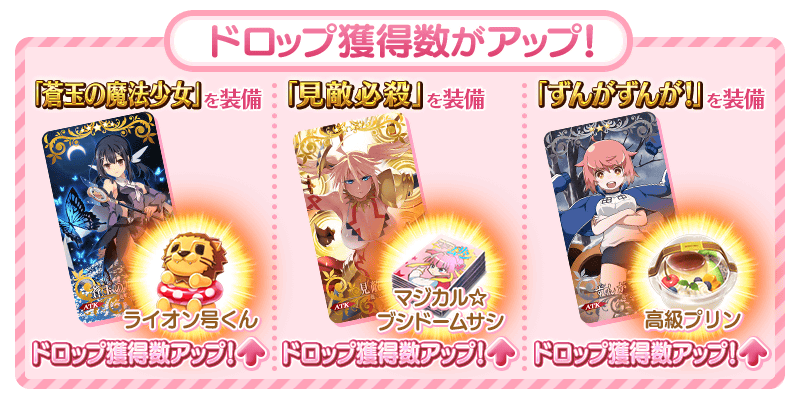 ドロップ獲得数がアップ!
「蒼玉の魔法少女」を装備
ATK
ライオン号くん
ドロップ獲得数アップ!
「見敵必殺」を装備
ATK
マジカル☆
ブシドームサシ
ドロップ獲得数アップ!
「ずんがずんが!」を装備
ATK
高級プリン
ドロップ獲得数アップ!